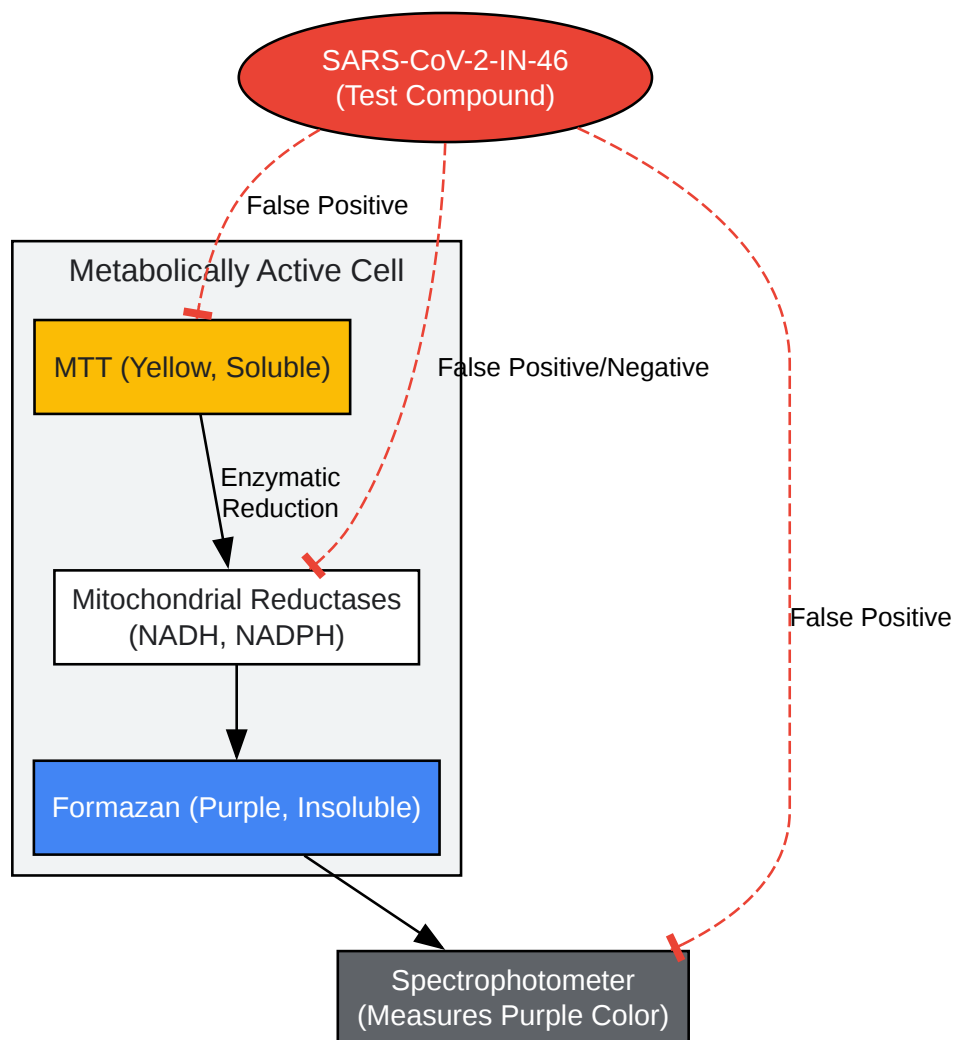 SARS-CoV-2-IN-46
(Test Compound)
False Positive
Metabolically Active Cell
MTT (Yellow, Soluble)
False Positive/Negative
Enzymatic
Reduction
Mitochondrial Reductases
(NADH, NADPH)
False Positive
Formazan (Purple, Insoluble)
Spectrophotometer
(Measures Purple Color)